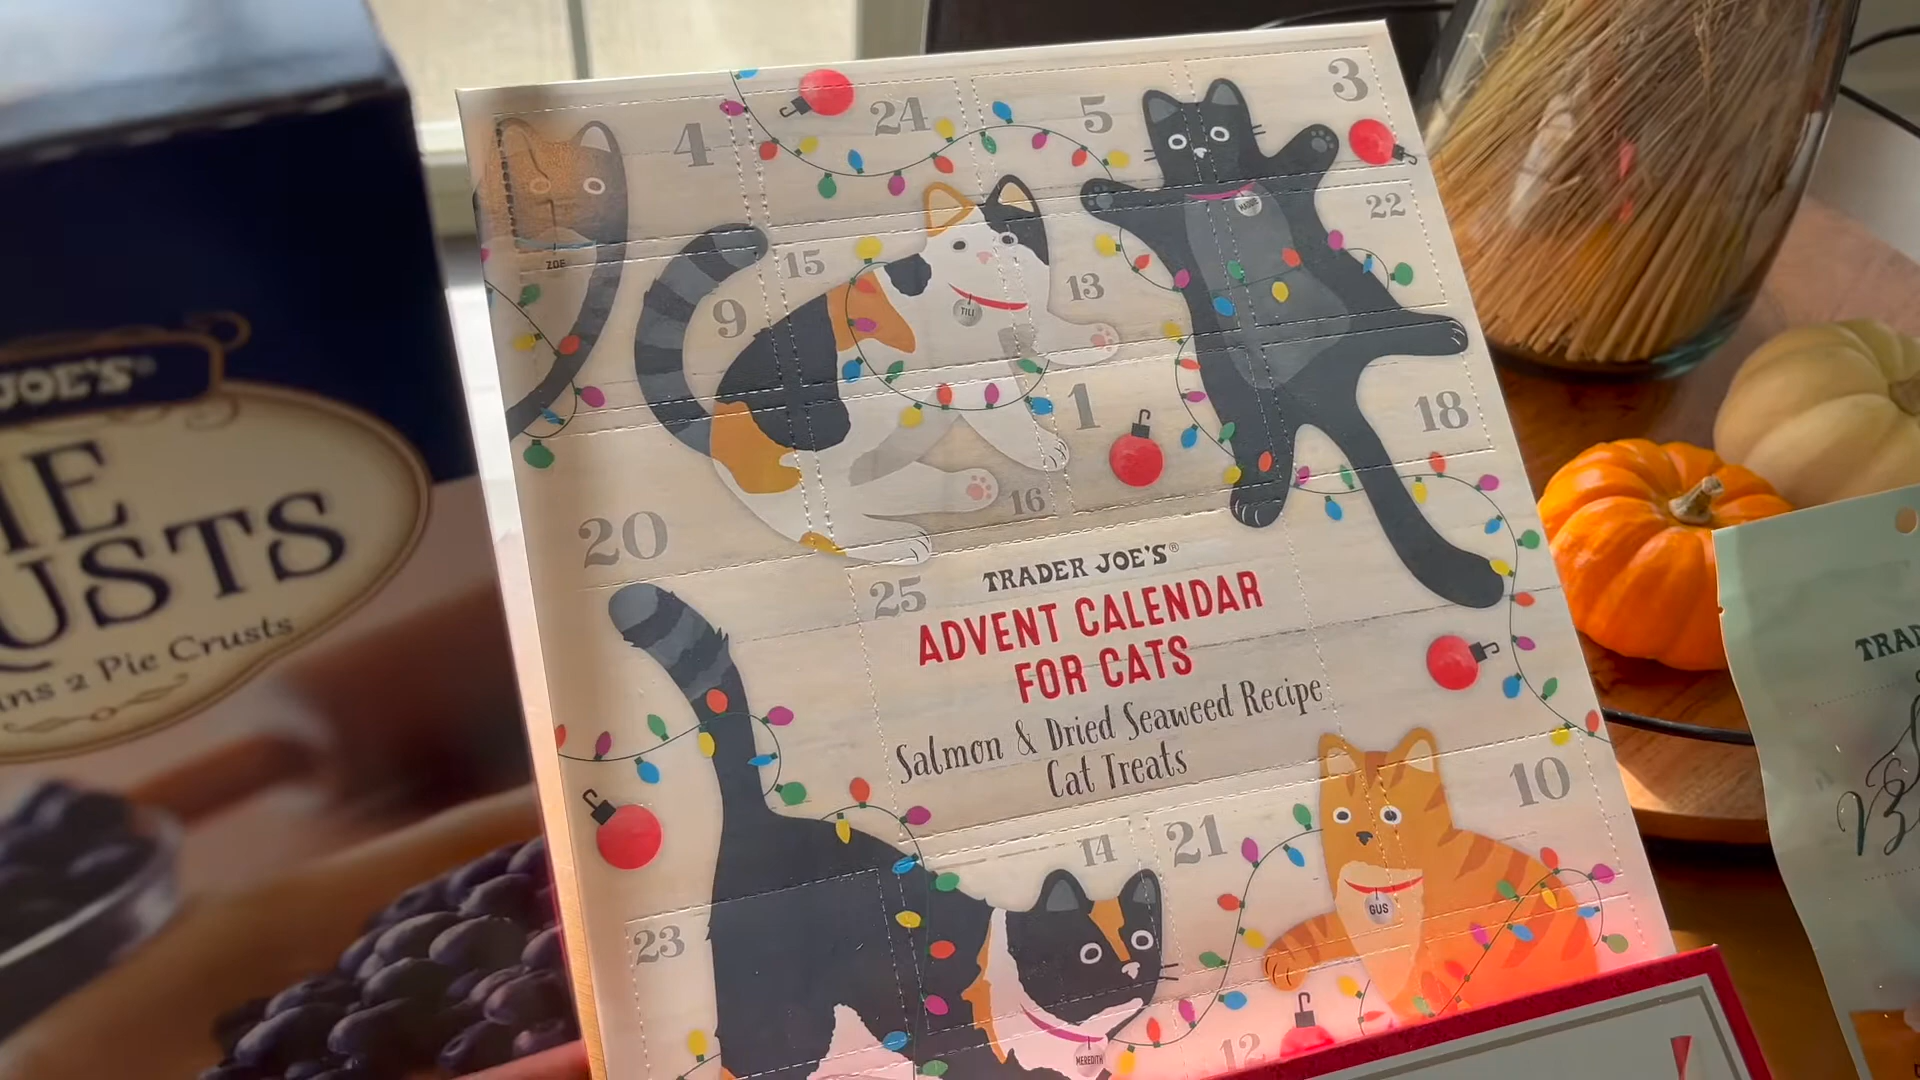 JOE'S®
IE
USTS
ns 2 Pie Crusts
4
24
5
3
ZOE
15
9
TILI
13
MAGGIE
22
1
18
20
16
25
TRADER JOE'S®
ADVENT CALENDAR
FOR CATS
Salmon & Dried Seaweed Recipe
Cat Treats
14
21
10
GUS
23
MEREDITH
12
TRAD